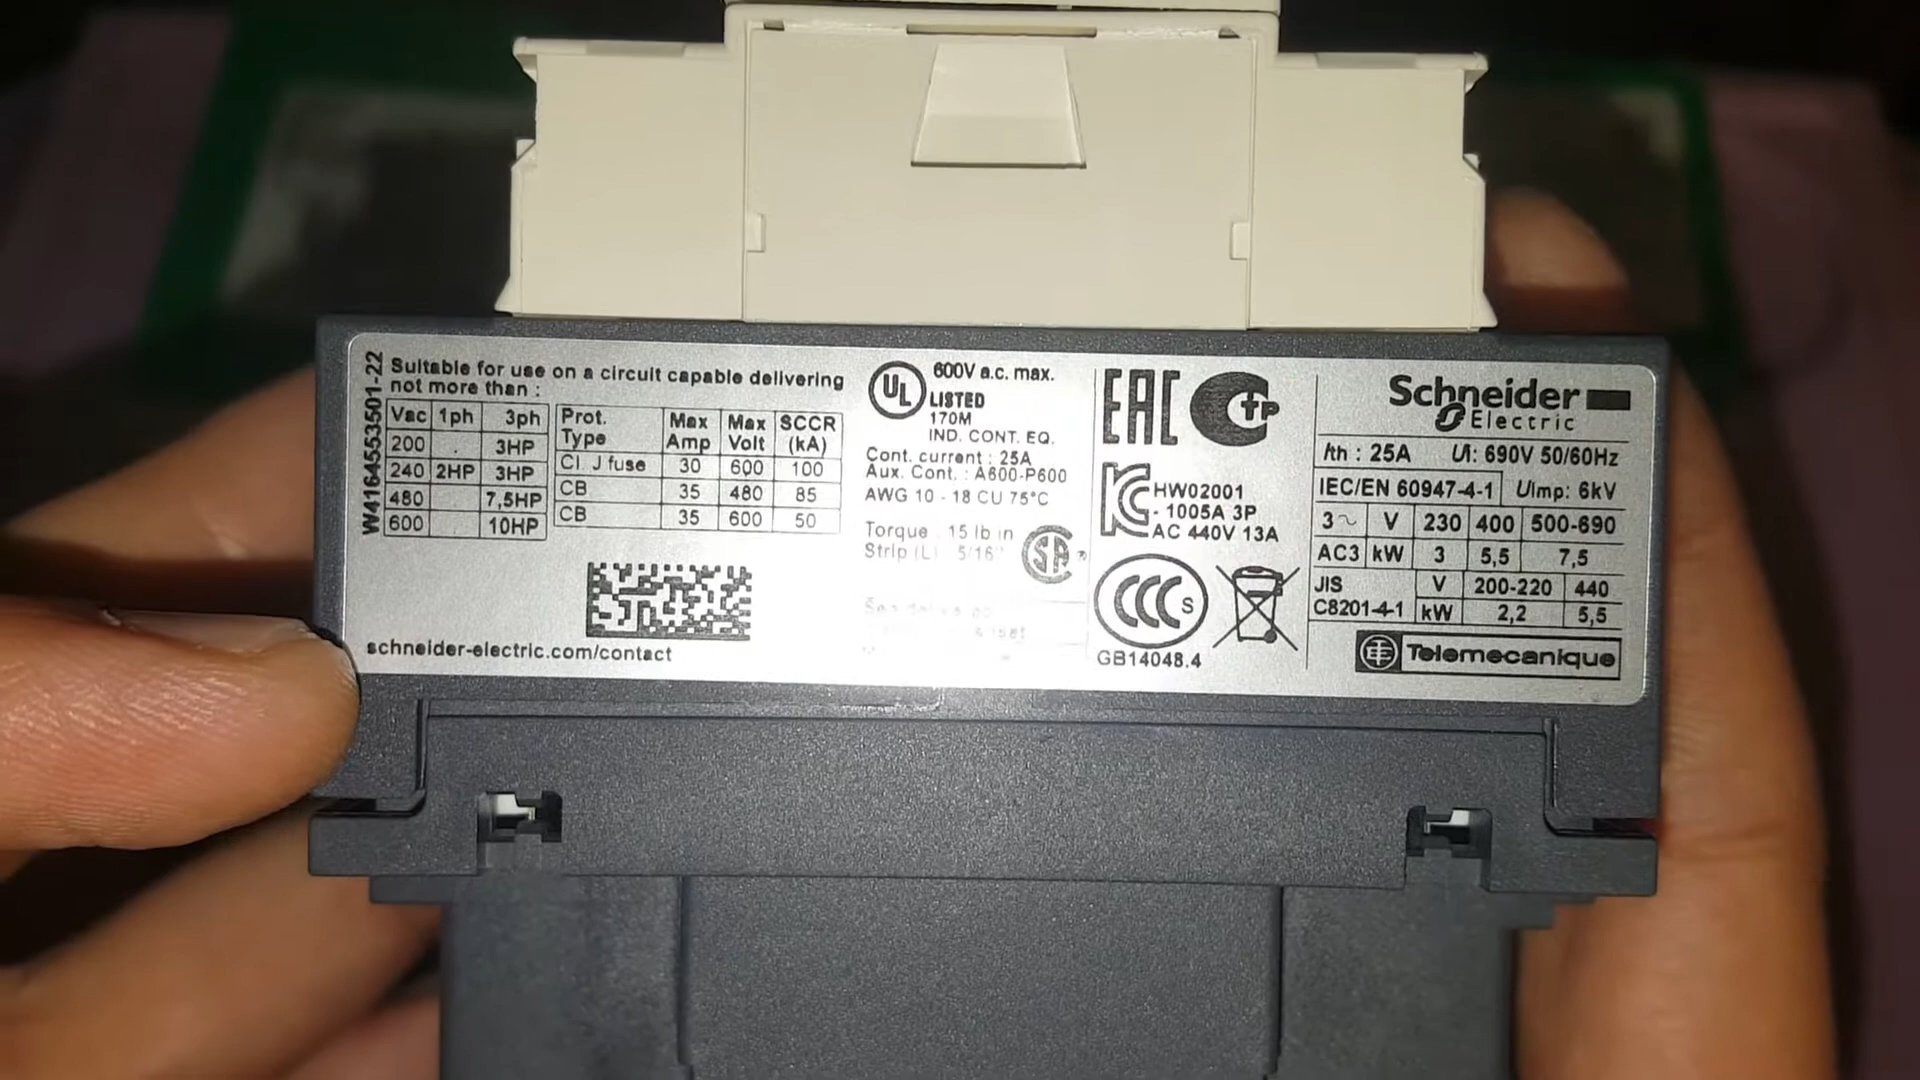 W416455353501-22
Suitable for use on a circuit capable delivering
not more than :
Vac 1ph 3ph
200 3HP
240 2HP 3HP
480 7,5HP
600 10HP
Prot. Type Max Amp Max Volt SCCR (kA)
Cl. J fuse 30 600 100
CB 35 480 85
CB 35 600 50
schneider-electric.com/contact
UL
600V a.c. max.
LISTED
170M
IND. CONT. EQ.
Cont. current : 25A
Aux. Cont. : A600-P600
AWG 10 - 18 CU 75°C
Torque 15 lb in
Strip (L) 5/16"
SA
EAC
TP
KC
HW02001
- 1005A 3P
AC 440V 13A
CCC S
GB14048.4
Schneider
Electric
Ith : 25A Ui: 690V 50/60Hz
IEC/EN 60947-4-1 Uimp: 6kV
3~ V 230 400 500-690
AC3 kW 3 5,5 7,5
JIS C8201-4-1 V 200-220 440
kW 2,2 5,5
Telemecanique